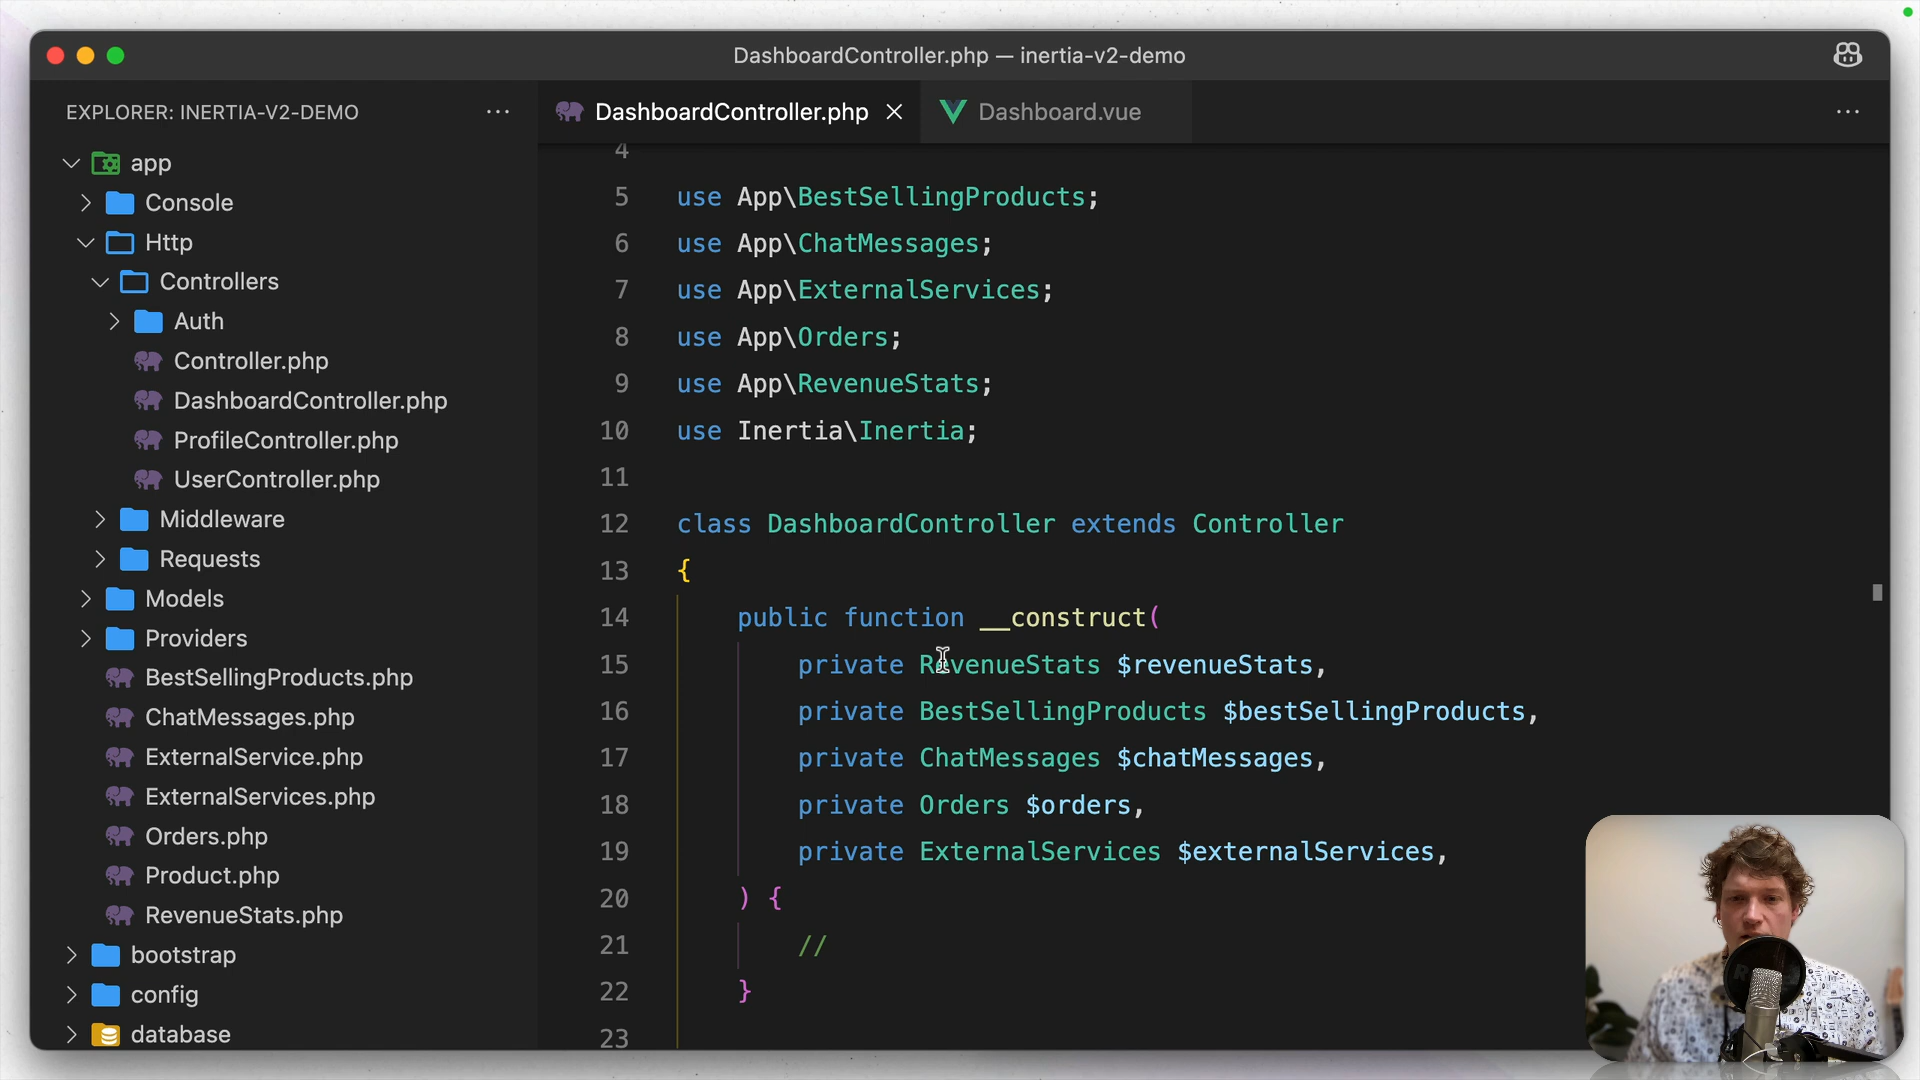 DashboardController.php — inertia-v2-demo
EXPLORER: INERTIA-V2-DEMO
DashboardController.php
Dashboard.vue
app
Console
Http
Controllers
Auth
Controller.php
DashboardController.php
ProfileController.php
UserController.php
Middleware
Requests
Models
Providers
BestSellingProducts.php
ChatMessages.php
ExternalService.php
ExternalServices.php
Orders.php
Product.php
RevenueStats.php
bootstrap
config
database
4
5 use App\BestSellingProducts;
6 use App\ChatMessages;
7 use App\ExternalServices;
8 use App\Orders;
9 use App\RevenueStats;
10 use Inertia\Inertia;
11
12 class DashboardController extends Controller
13 {
14 public function __construct(
15 private RevenueStats $revenueStats,
16 private BestSellingProducts $bestSellingProducts,
17 private ChatMessages $chatMessages,
18 private Orders $orders,
19 private ExternalServices $externalServices,
20 ) {
21 //
22 }
23